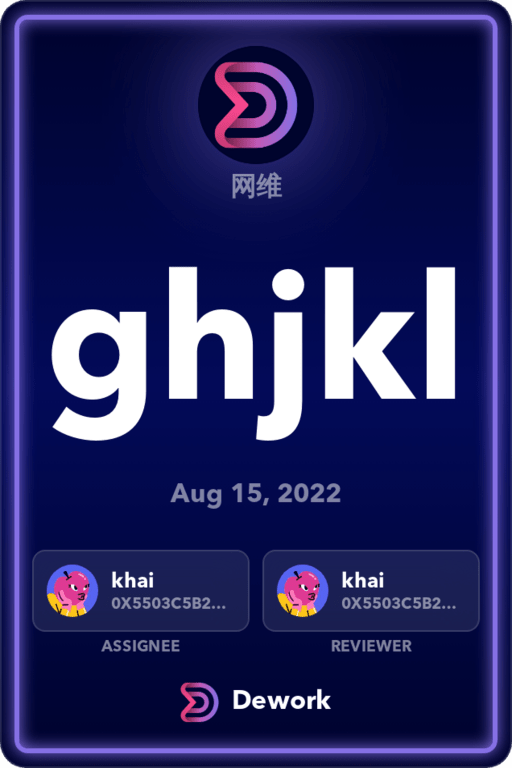 网维
ghjkl
Aug 15, 2022
khai
0X5503C5B2...
ASSIGNEE
khai
0X5503C5B2...
REVIEWER
Dework